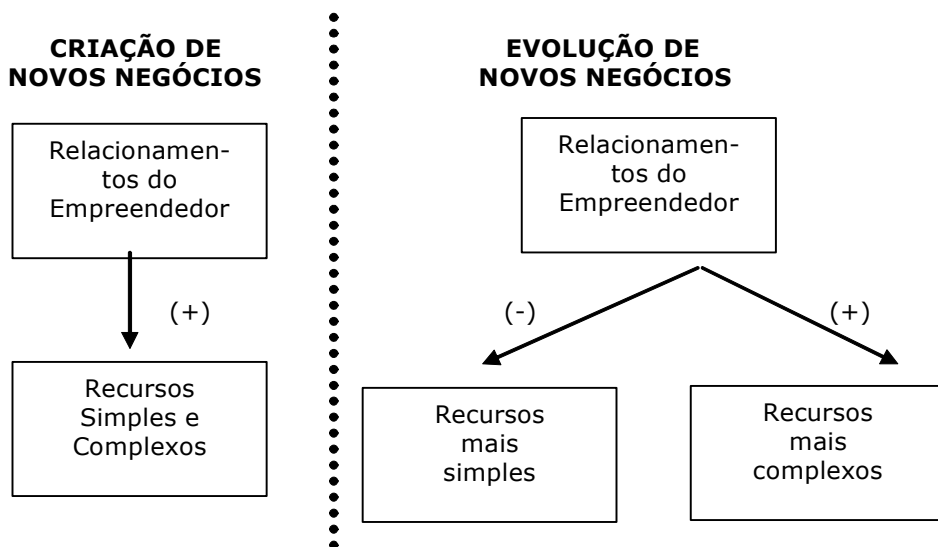 CRIAÇÃO DE
NOVOS NEGÓCIOS
Relacionamen-
tos do
Empreendedor
(+)
Recursos
Simples e
Complexos
EVOLUÇÃO DE
NOVOS NEGÓCIOS
Relacionamen-
tos do
Empreendedor
(-)
(+)
Recursos
mais
simples
Recursos
mais
complexos